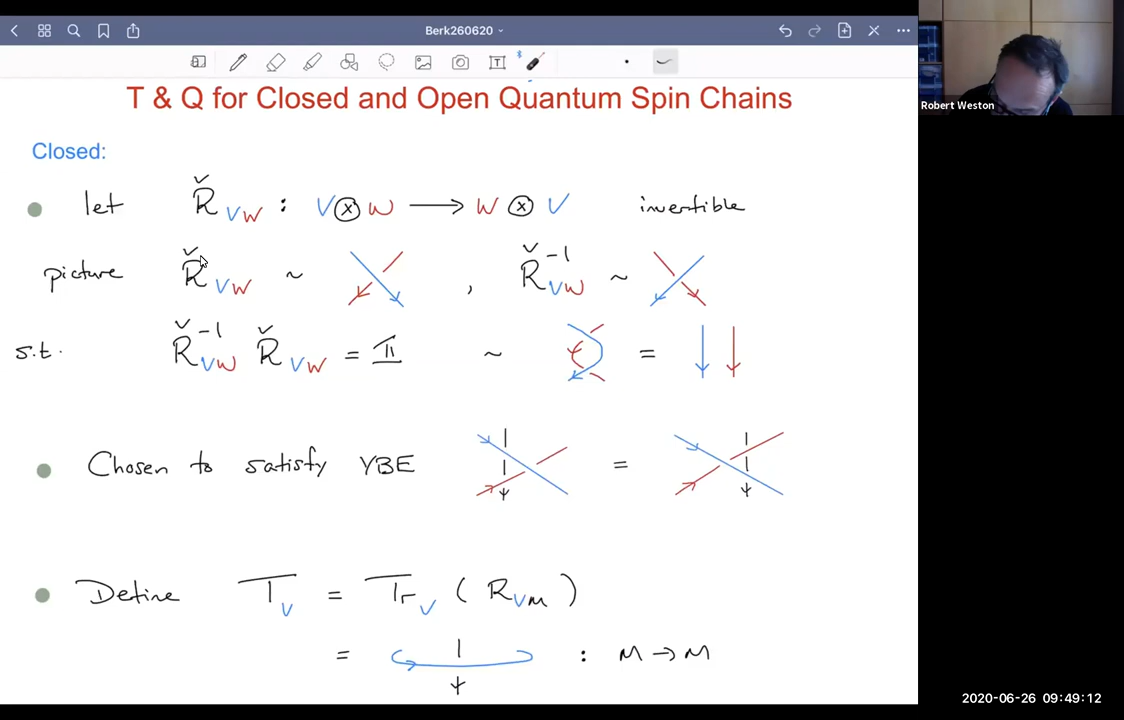 Berk260620
T & Q for Closed and Open Quantum Spin Chains
Robert Weston
Closed:
let Ř_VW : V ⊗ W → W ⊗ V invertible
picture Ř_VW ~ , Ř⁻¹_VW ~
s.t. Ř⁻¹_VW Ř_VW = 𝕀 ~ =
Chosen to satisfy YBE =
Define T_V = Tr_V ( R_VM )
= : M → M
2020-06-26 09:49:12